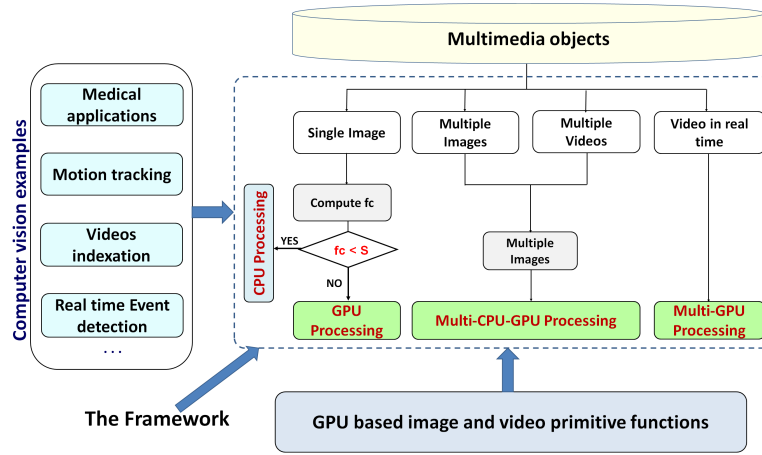 Multimedia objects
Computer vision examples
Medical
applications
Motion tracking
Videos
indexation
Real time Event
detection
...
Single Image
Multiple
Images
Multiple
Videos
Video in real
time
Compute fc
CPU Processing
YES
fc < S
NO
Multiple
Images
GPU
Processing
Multi-CPU-GPU Processing
Multi-GPU
Processing
The Framework
GPU based image and video primitive functions